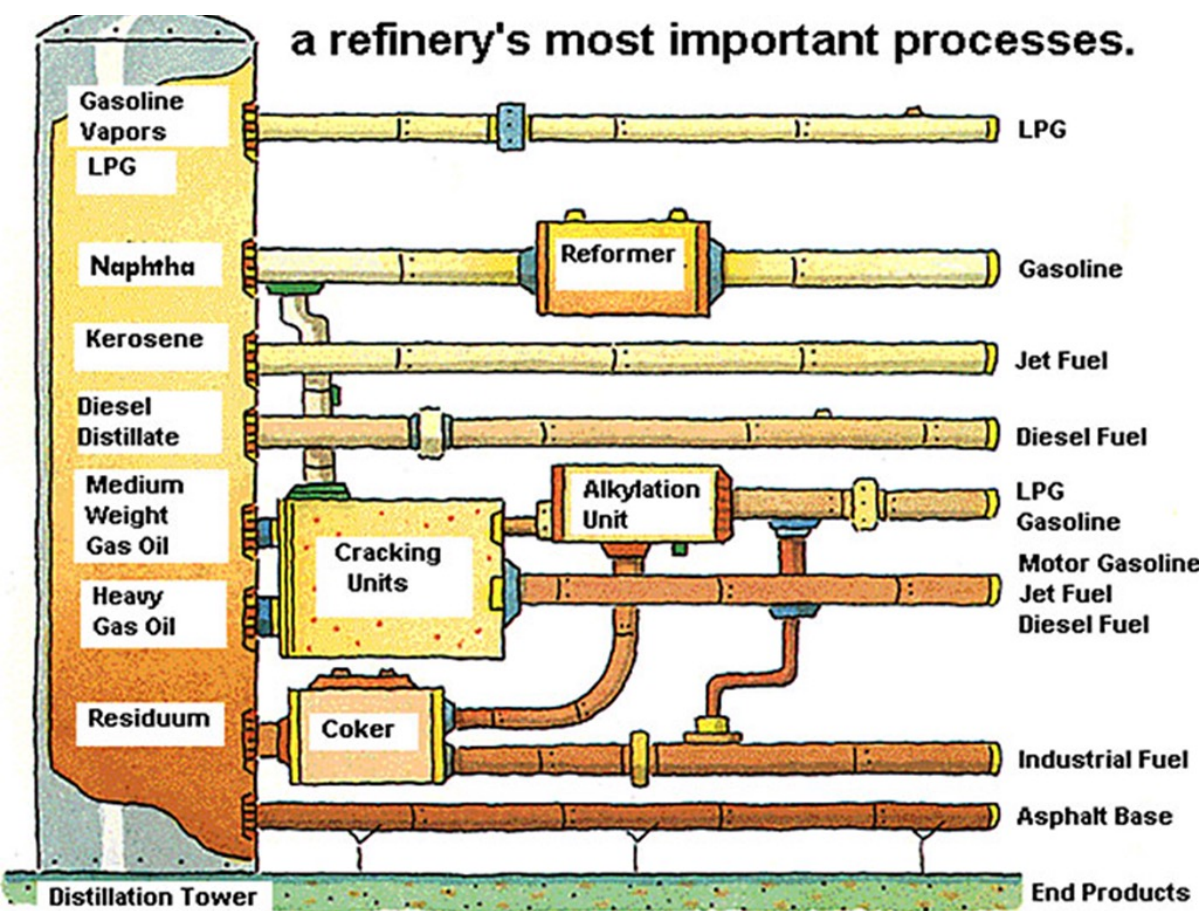 a refinery's most important processes.
Gasoline
Vapors
LPG
LPG
Naphtha
Reformer
Gasoline
Kerosene
Jet Fuel
Diesel
Distillate
Diesel Fuel
Medium
Weight
Gas Oil
Cracking
Units
Alkylation
Unit
LPG
Gasoline
Heavy
Gas Oil
Motor Gasoline
Jet Fuel
Diesel Fuel
Residuum
Coker
Industrial Fuel
Asphalt Base
Distillation Tower
End Products